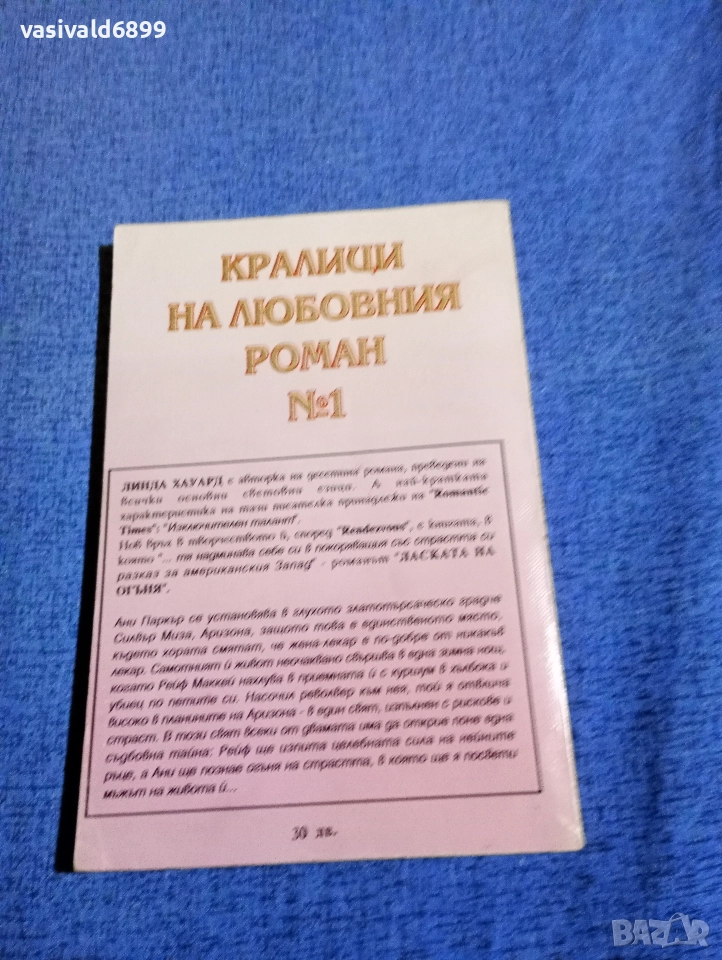 vasivald6899
КРАЛИЦИ
НА ЛЮБОВНИЯ
РОМАН
№1
ЛИНДА ХАУАРД е авторка на десетина романи, преведени на
всички основни световни езици. А най-кратката
характеристика на тази писателка принадлежи на "Romantic
Times": "Изключителен талант".
Нов връх в творчеството ѝ, според "Rendezvous", е книгата, в
която "... тя надминава себе си в покоряващия със страстта си
разказ за американския Запад" - романът "ЛАСКАТА НА
ОГЪНЯ".
Ани Паркър се установява в глухото златотърсаческо градче
Силвър Миза, Аризона, защото това е единственото място,
където хората смятат, че жена-лекар е по-добре от никакъв
лекар. Самотният ѝ живот неочаквано свършва в една зимна нощ,
когато Рейф Маккей нахлува в приемната ѝ с куршум в хълбока и
убиец по петите си. Насочил револвер към нея, той я отвлича
високо в планините на Аризона - в един свят, изпълнен с рискове и
страст. В този свят всеки от двамата има да открие поне една
съдбовна тайна: Рейф ще изпита целебната сила на нейните
ръце, а Ани ще познае огъня на страстта, в която ще я посвети
мъжът на живота ѝ...
30 лв.
BAZAR